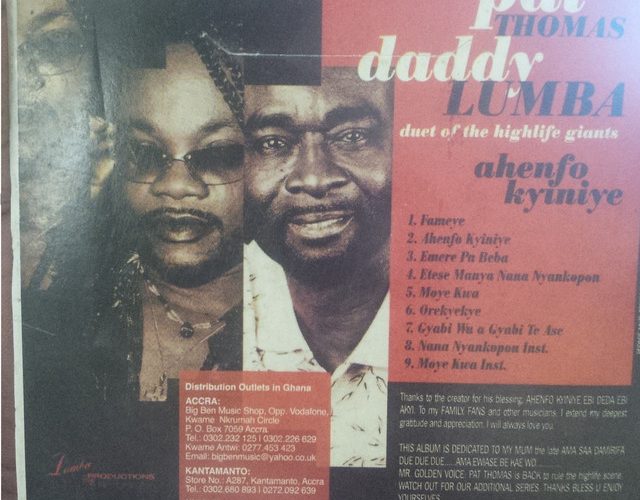 pat
THOMAS
daddy
LUMBA
duet of the highlife giants
ahenfo
kyiniye
1. Fameye
2. Ahenfo Kyiniye
3. Emere Pa Beba
4. Etese Manya Nana Nyankopon
5. Moye Kwa
6. Orekyekye
7. Gyabi Wu a Gyabi Te Ase
8. Nana Nyankopon Inst.
9. Moye Kwa Inst.
Distribution Outlets in Ghana
ACCRA:
Big Ben Music Shop, Opp. Vodafone,
Kwame Nkrumah Circle
P. O. Box 7059 Accra
Tel.: 0302.232 125 l 0302.226 629
Kwame Antwi: 0277.453 423
Email: bigbenmusic@yahoo.co.uk
KANTAMANTO:
Store No.: A287, Kantamanto, Accra
Tel.: 0302 680 893 l 0272 092 639
Thanks to the creator for his blessing, AHENFO KYINIYE EBI DEDA EBI
AKYI. To my FAMILY FANS and other musicians. I extend my deepest
gratitude and appreciation. I will always love you.
THIS ALBUM IS DEDICATED TO MY MUM the late AMA SAA DAMIRIFA
DUE DUE DUE.....AMA EWIASE BE HAE WO.....
MR. GOLDEN VOICE: PAT THOMAS IS BACK to rule the highlife scene.
WATCH OUT FOR OUR ADDITIONAL SERIES. THANKS BLESS U ENJOY
YOURSELVES
Lumba
PRODUCTIONS